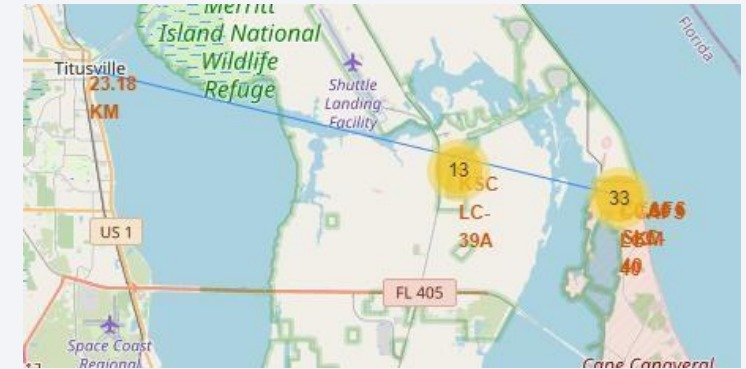 Merritt
Island National
Wildlife
Refuge
Florida
Titusville
23.18
KM
Shuttle
Landing
Facility
13
KSC
LC-
39A
33
40
US 1
FL 405
Space Coast
Regional
Cape Canaveral